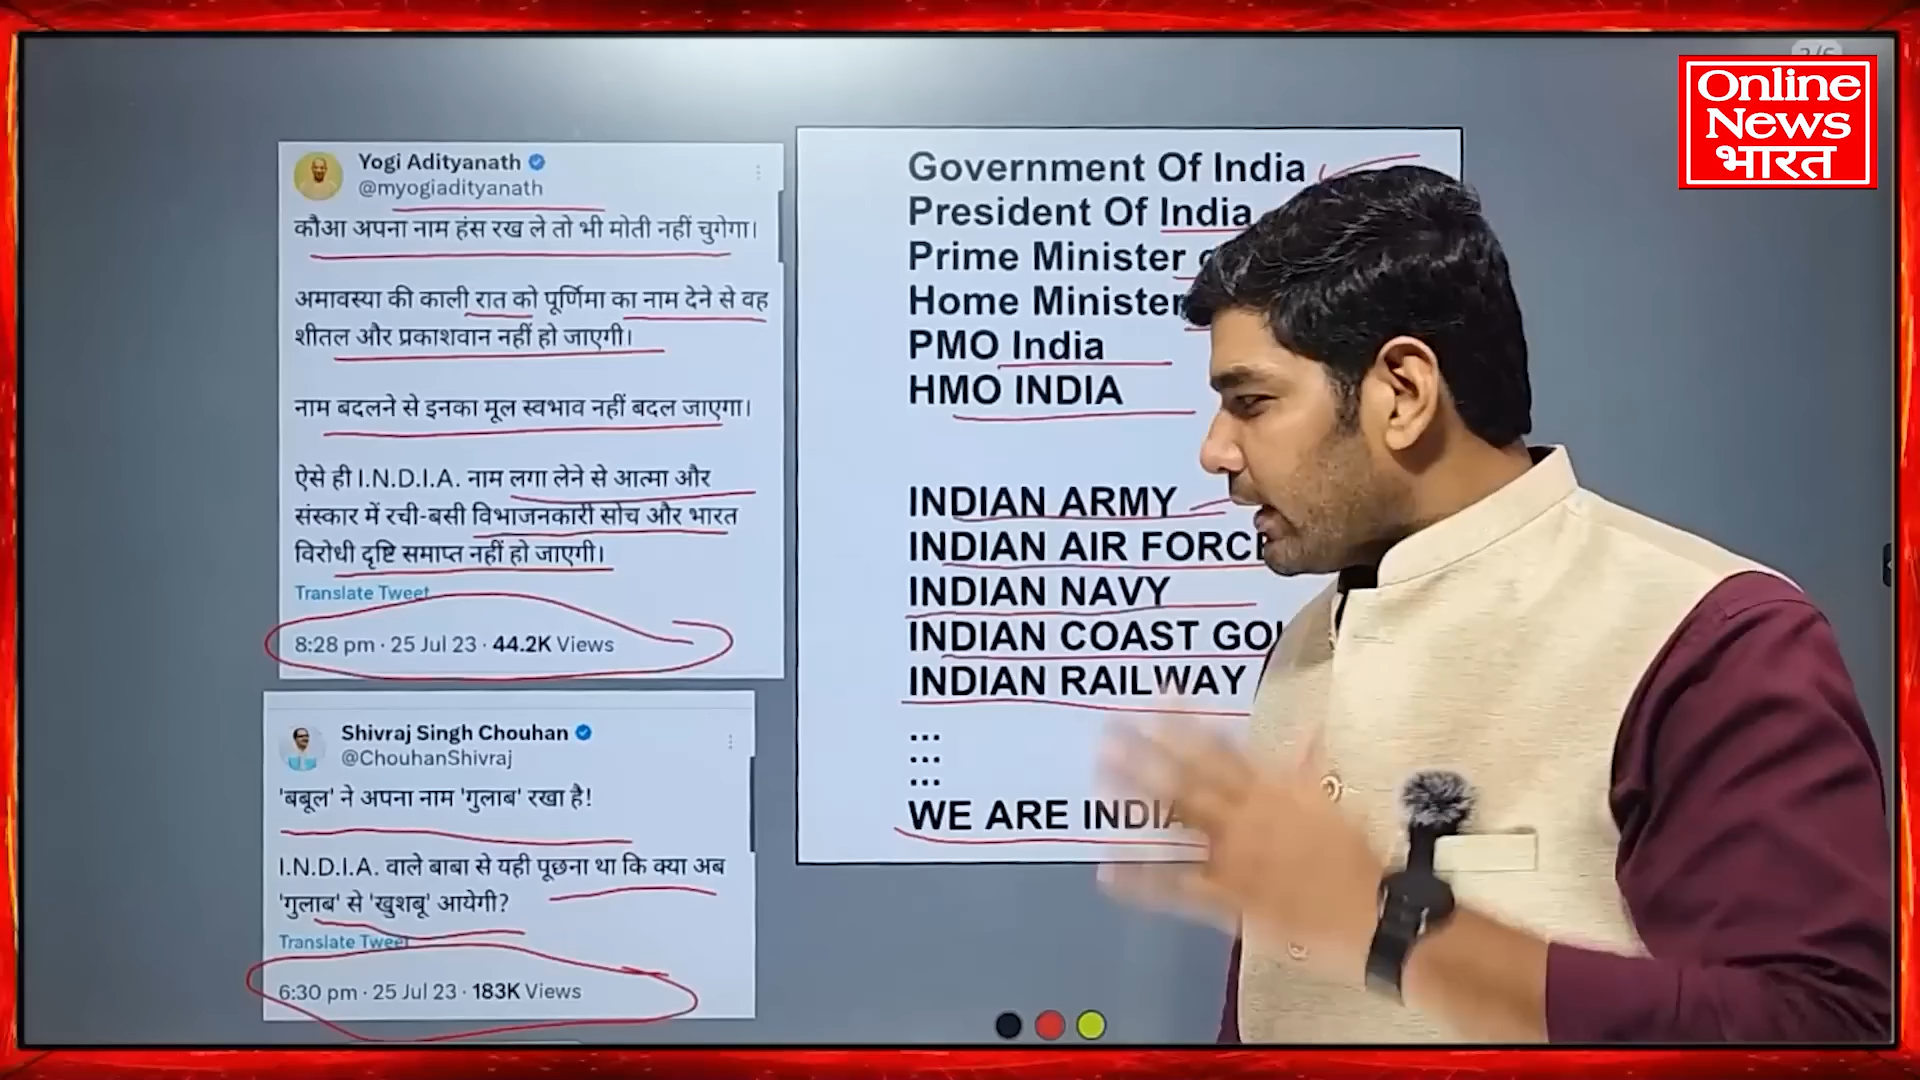 Online
News
भारत
Yogi Adityanath
@myogiadityanath
कौआ अपना नाम हंस रख ले तो भी मोती नहीं चुगेगा।
अमावस्या की काली रात को पूर्णिमा का नाम देने से वह
शीतल और प्रकाशवान नहीं हो जाएगी।
नाम बदलने से इनका मूल स्वभाव नहीं बदल जाएगा।
ऐसे ही I.N.D.I.A. नाम लगा लेने से आत्मा और
संस्कार में रची-बसी विभाजनकारी सोच और भारत
विरोधी दृष्टि समाप्त नहीं हो जाएगी।
Translate Tweet
8:28 pm · 25 Jul 23 · 44.2K Views
Shivraj Singh Chouhan
@ChouhanShivraj
'बबूल' ने अपना नाम 'गुलाब' रखा है!
I.N.D.I.A. वाले बाबा से यही पूछना था कि क्या अब
'गुलाब' से 'खुशबू' आयेगी?
Translate Tweet
6:30 pm · 25 Jul 23 · 183K Views
Government Of India
President Of India
Prime Minister
Home Minister
PMO India
HMO INDIA
INDIAN ARMY
INDIAN AIR FORCE
INDIAN NAVY
INDIAN COAST
INDIAN RAILWAY
...
...
...
WE ARE INDIA